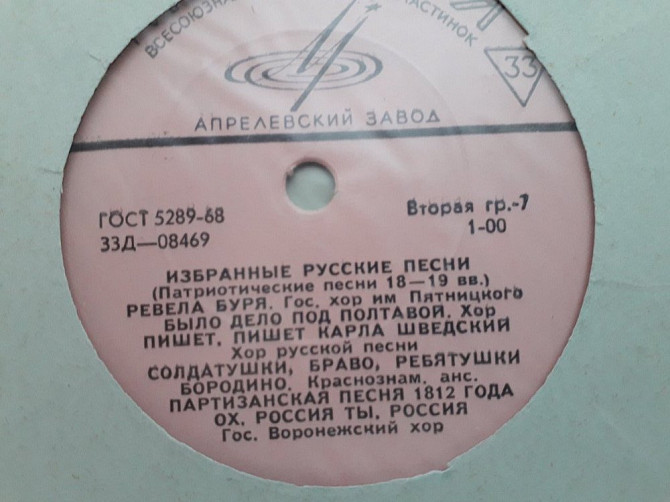 ВСЕСОЮЗНА
АСТИНОК
33
АПРЕЛЕВСКИЙ ЗАВОД
ГОСТ 5289-68
Вторая гр.-7
33Д—08469
1-00
ИЗБРАННЫЕ РУССКИЕ ПЕСНИ
(Патриотические песни 18—19 вв.)
РЕВЕЛА БУРЯ. Гос. хор им Пятницкого
БЫЛО ДЕЛО ПОД ПОЛТАВОЙ. Хор
ПИШЕТ, ПИШЕТ КАРЛА ШВЕДСКИЙ
Хор русской песни
СОЛДАТУШКИ, БРАВО, РЕБЯТУШКИ
БОРОДИНО. Краснознам. анс.
ПАРТИЗАНСКАЯ ПЕСНЯ 1812 ГОДА
ОХ, РОССИЯ ТЫ, РОССИЯ
Гос. Воронежский хор